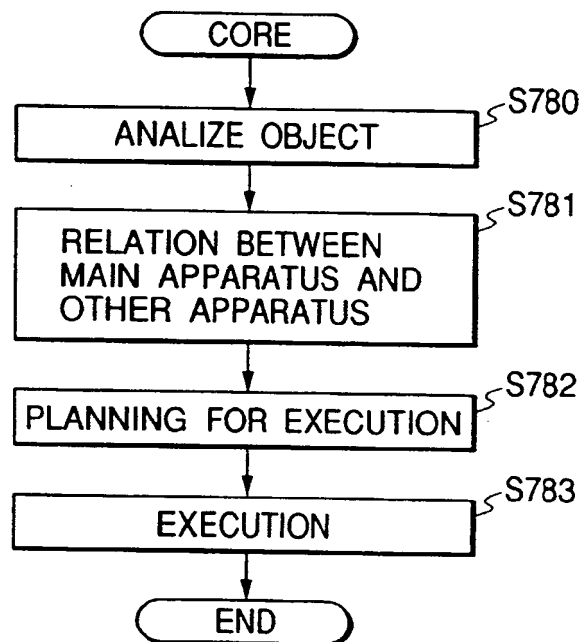 CORE
S780
ANALIZE OBJECT
S781
RELATION BETWEEN
MAIN APPARATUS AND
OTHER APPARATUS
S782
PLANNING FOR EXECUTION
S783
EXECUTION
END